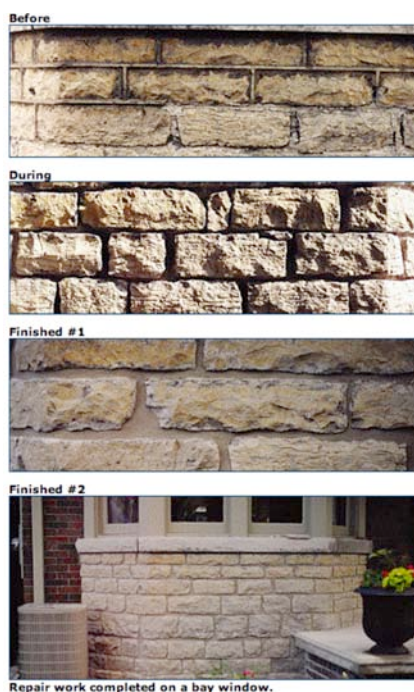 Before
During
Finished #1
Finished #2
Repair work completed on a bay window.